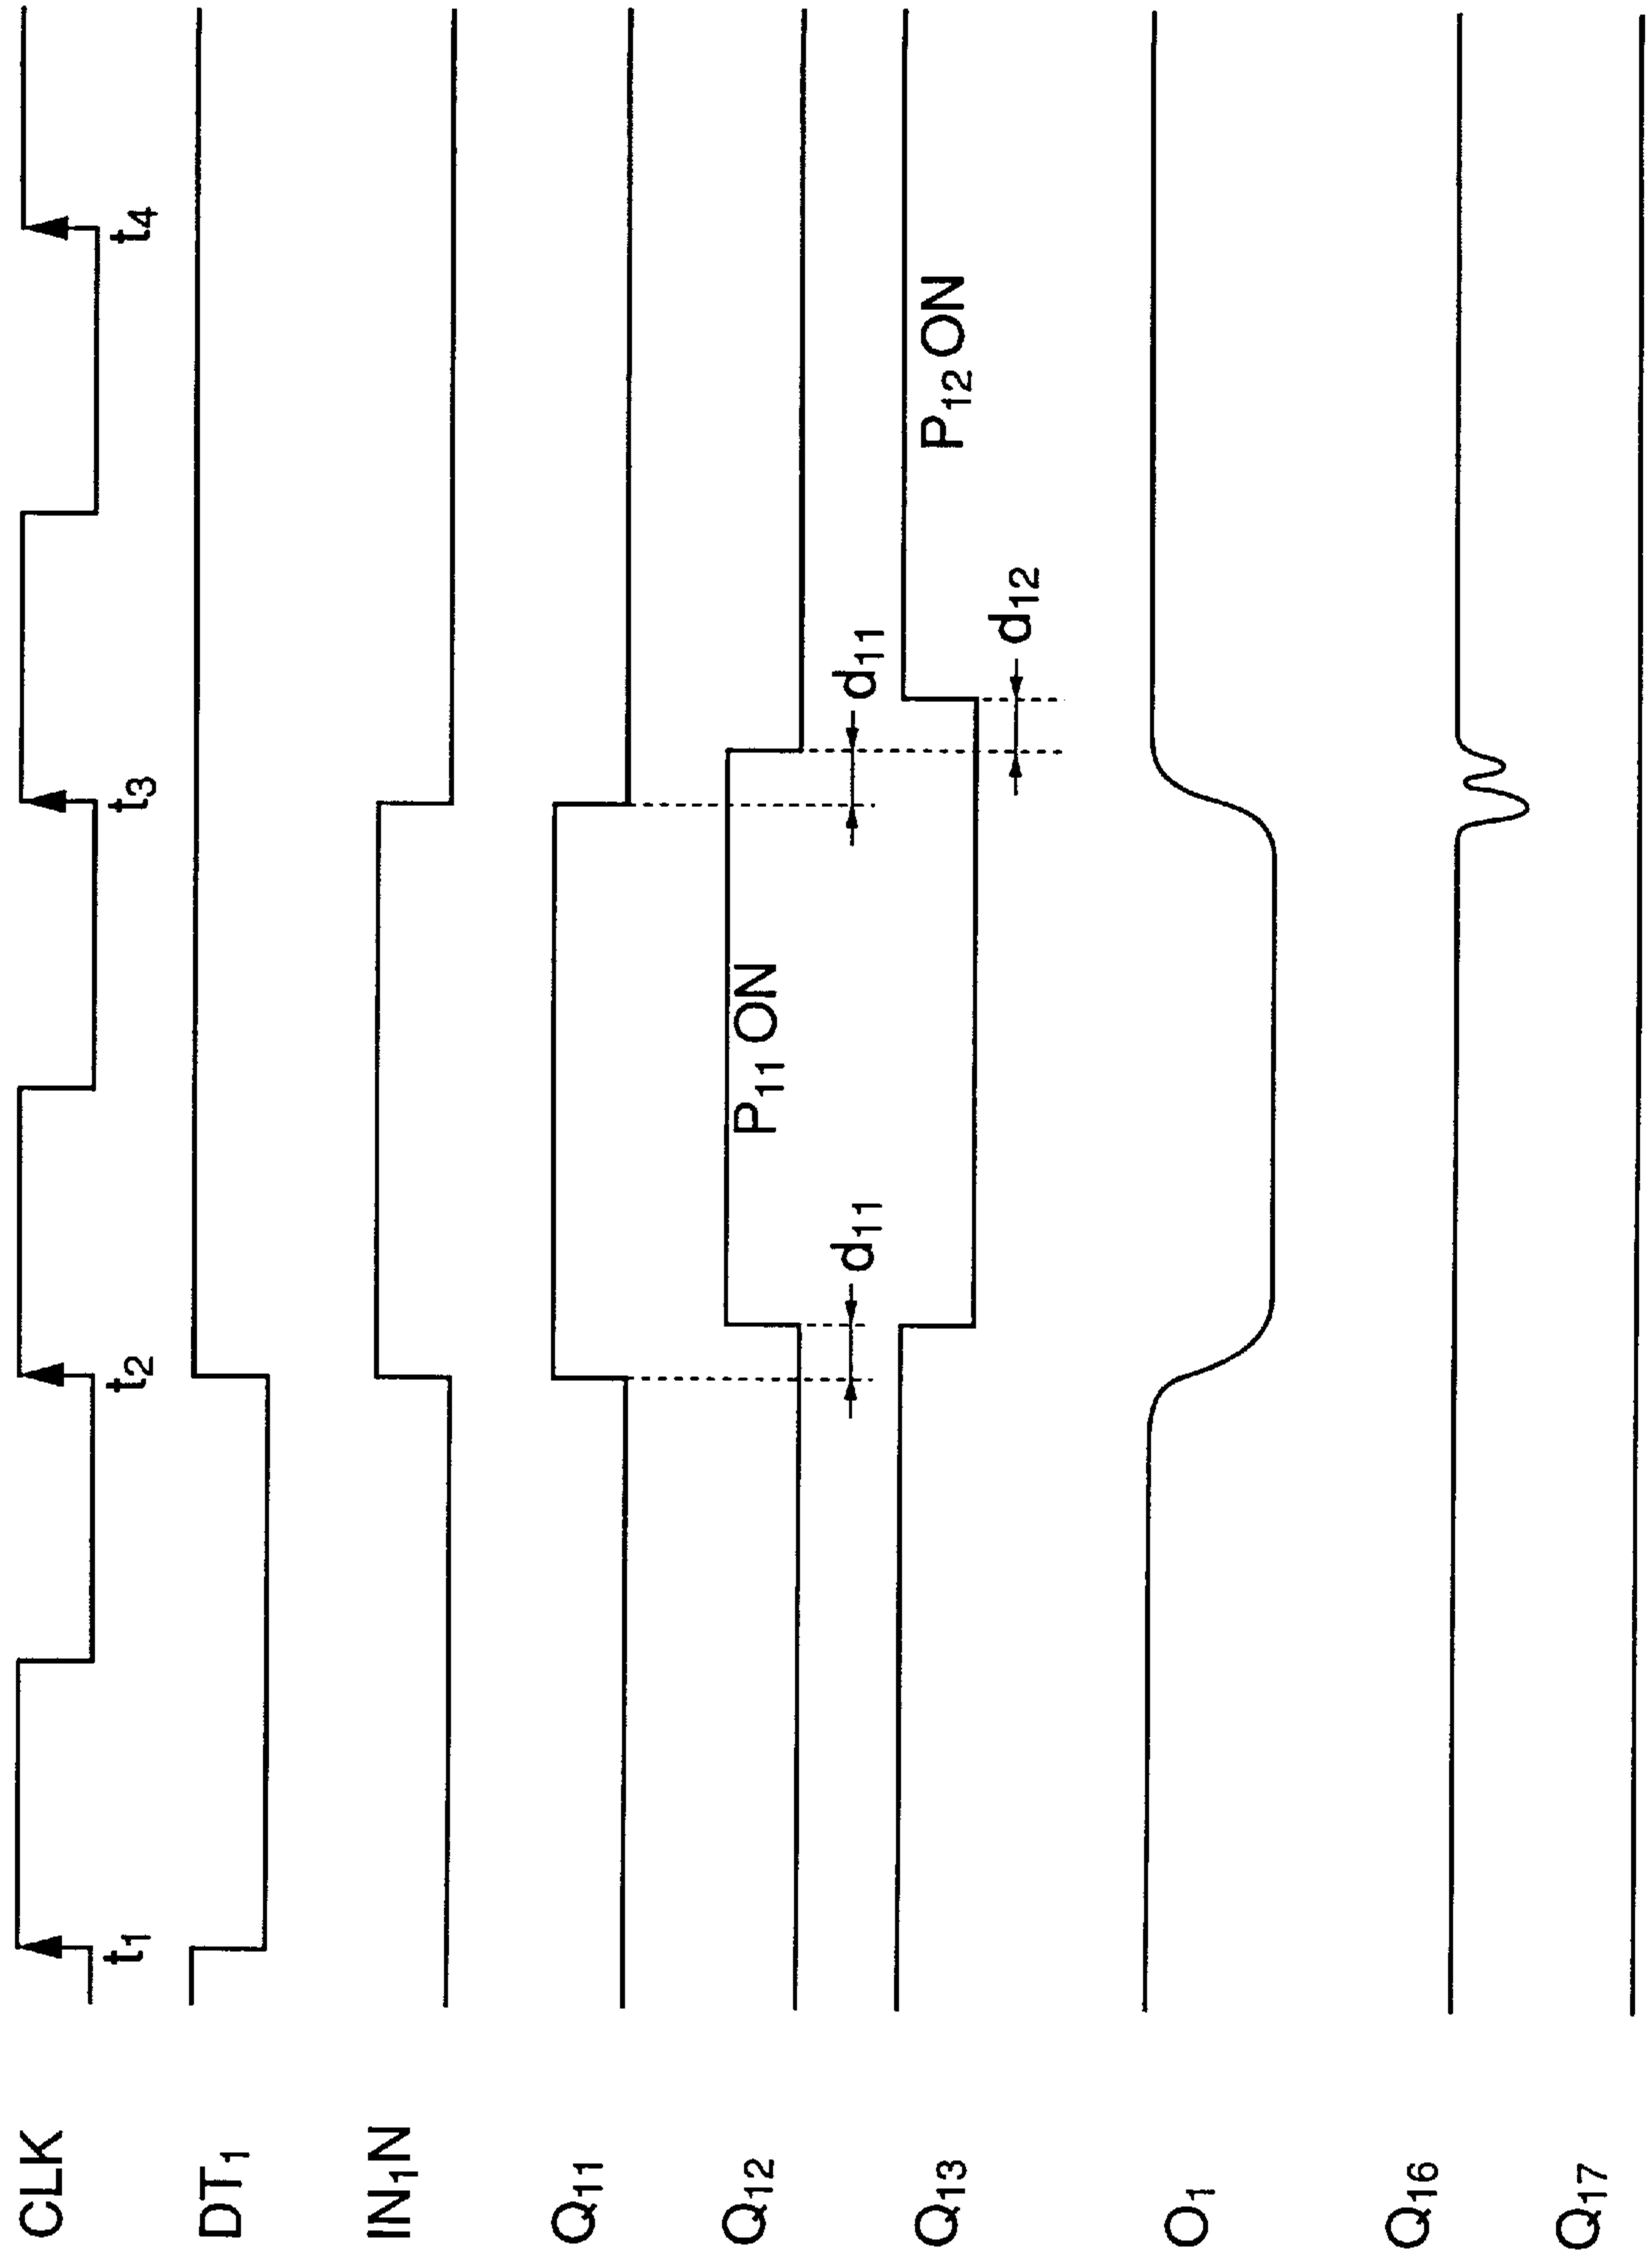 CLK
t1
t2
t3
t4
DT1
IN1N
Q11
Q12
P11 ON
d11
d11
Q13
P12 ON
d12
O1
Q16
Q17